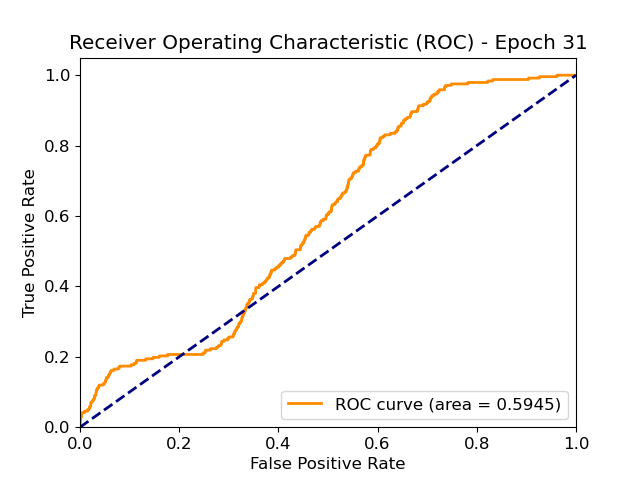 Receiver Operating Characteristic (ROC) - Epoch 31
True Positive Rate
1.0
0.8
0.6
0.4
0.2
0.0
ROC curve (area = 0.5945)
0.0 0.2 0.4 0.6 0.8 1.0
False Positive Rate